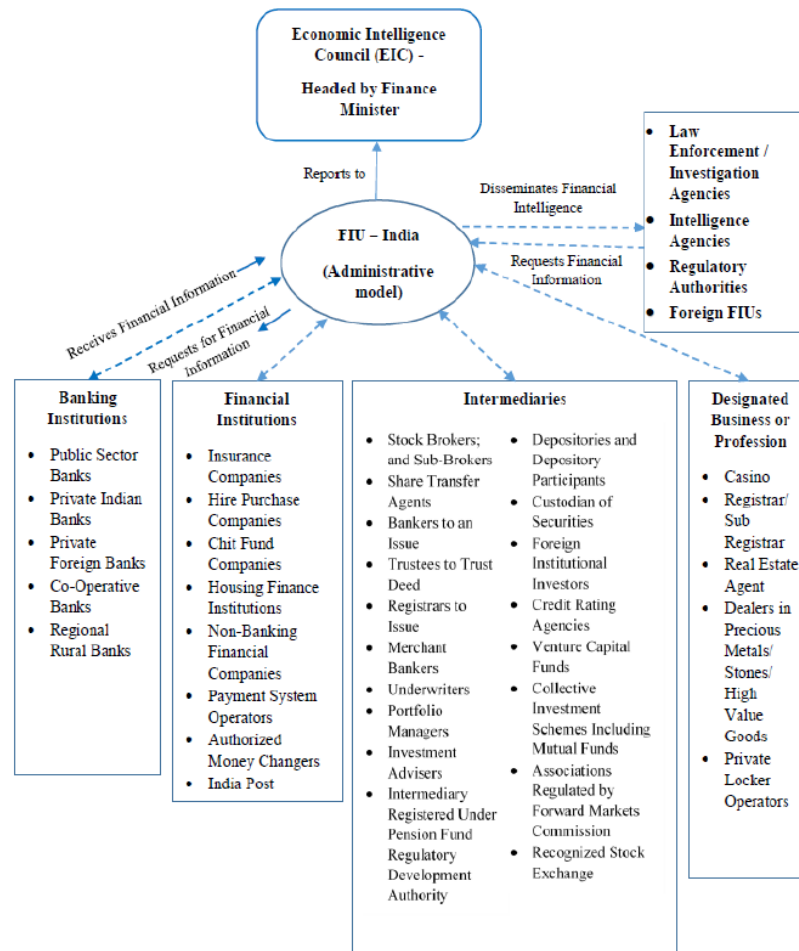 Economic Intelligence
Council (EIC) -
Headed by Finance
Minister
Reports to
Disseminates Financial
Intelligence
• Law
Enforcement /
Investigation
Agencies
• Intelligence
Agencies
• Regulatory
Authorities
• Foreign FIUs
FIU – India
(Administrative
model)
Requests Financial
Information
Receives Financial Information
Requests for Financial
Information
Banking
Institutions
• Public Sector
Banks
• Private Indian
Banks
• Private
Foreign Banks
• Co-Operative
Banks
• Regional
Rural Banks
Financial
Institutions
• Insurance
Companies
• Hire Purchase
Companies
• Chit Fund
Companies
• Housing Finance
Institutions
• Non-Banking
Financial
Companies
• Payment System
Operators
• Authorized
Money Changers
• India Post
Intermediaries
• Stock Brokers;
and Sub-Brokers
• Share Transfer
Agents
• Bankers to an
Issue
• Trustees to Trust
Deed
• Registrars to
Issue
• Merchant
Bankers
• Underwriters
• Portfolio
Managers
• Investment
Advisers
• Intermediary
Registered Under
Pension Fund
Regulatory
Development
Authority
• Depositories and
Depository
Participants
• Custodian of
Securities
• Foreign
Institutional
Investors
• Credit Rating
Agencies
• Venture Capital
Funds
• Collective
Investment
Schemes Including
Mutual Funds
• Associations
Regulated by
Forward Markets
Commission
• Recognized Stock
Exchange
Designated
Business or
Profession
• Casino
• Registrar/
Sub
Registrar
• Real Estate
Agent
• Dealers in
Precious
Metals/
Stones/
High
Value
Goods
• Private
Locker
Operators